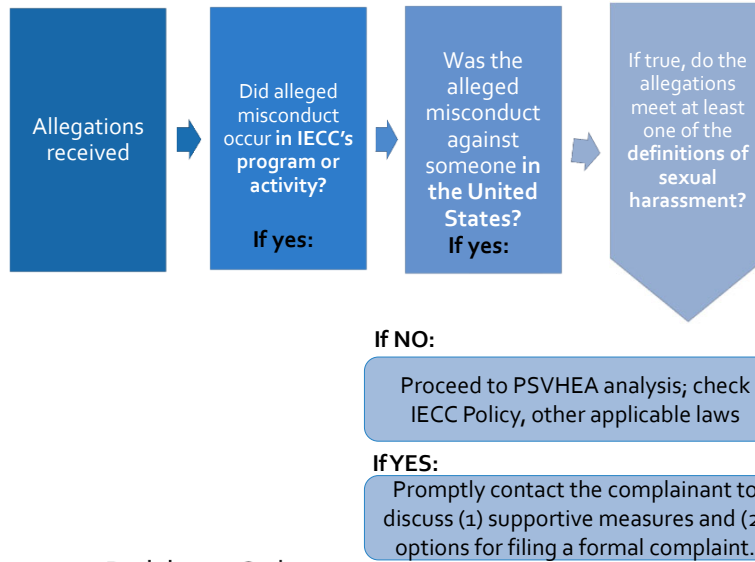 Allegations
received
Did alleged
misconduct
occur in IECC's
program or
activity?
If yes:
Was the
alleged
misconduct
against
someone in
the United
States?
If yes:
If true, do the
allegations
meet at least
one of the
definitions of
sexual
harassment?
If NO:
Proceed to PSVHEA analysis; check
IECC Policy, other applicable laws
If YES:
Promptly contact the complainant to
discuss (1) supportive measures and (2
options for filing a formal complaint.